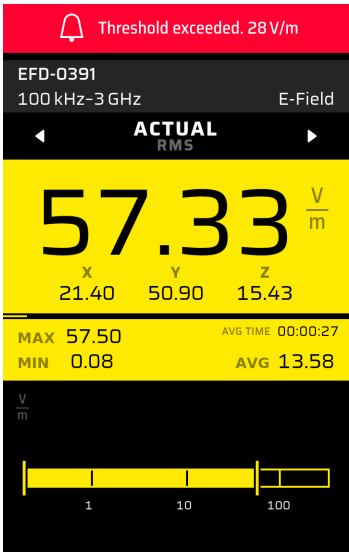 Threshold exceeded. 28 V/m
EFD-0391
100 kHz–3 GHz E-Field
ACTUAL
RMS
57.33 V/m
X Y Z
21.40 50.90 15.43
MAX 57.50 AVG TIME 00:00:27
MIN 0.08 AVG 13.58
V/m
1 10 100